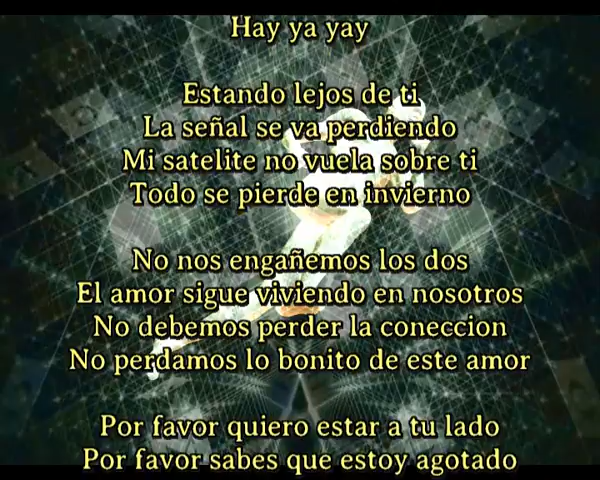 Hay ya yay
Estando lejos de ti
La señal se va perdiendo
Mi satelite no vuela sobre ti
Todo se pierde en invierno
No nos engañemos los dos
El amor sigue viviendo en nosotros
No debemos perder la coneccion
No perdamos lo bonito de este amor
Por favor quiero estar a tu lado
Por favor sabes que estoy agotado